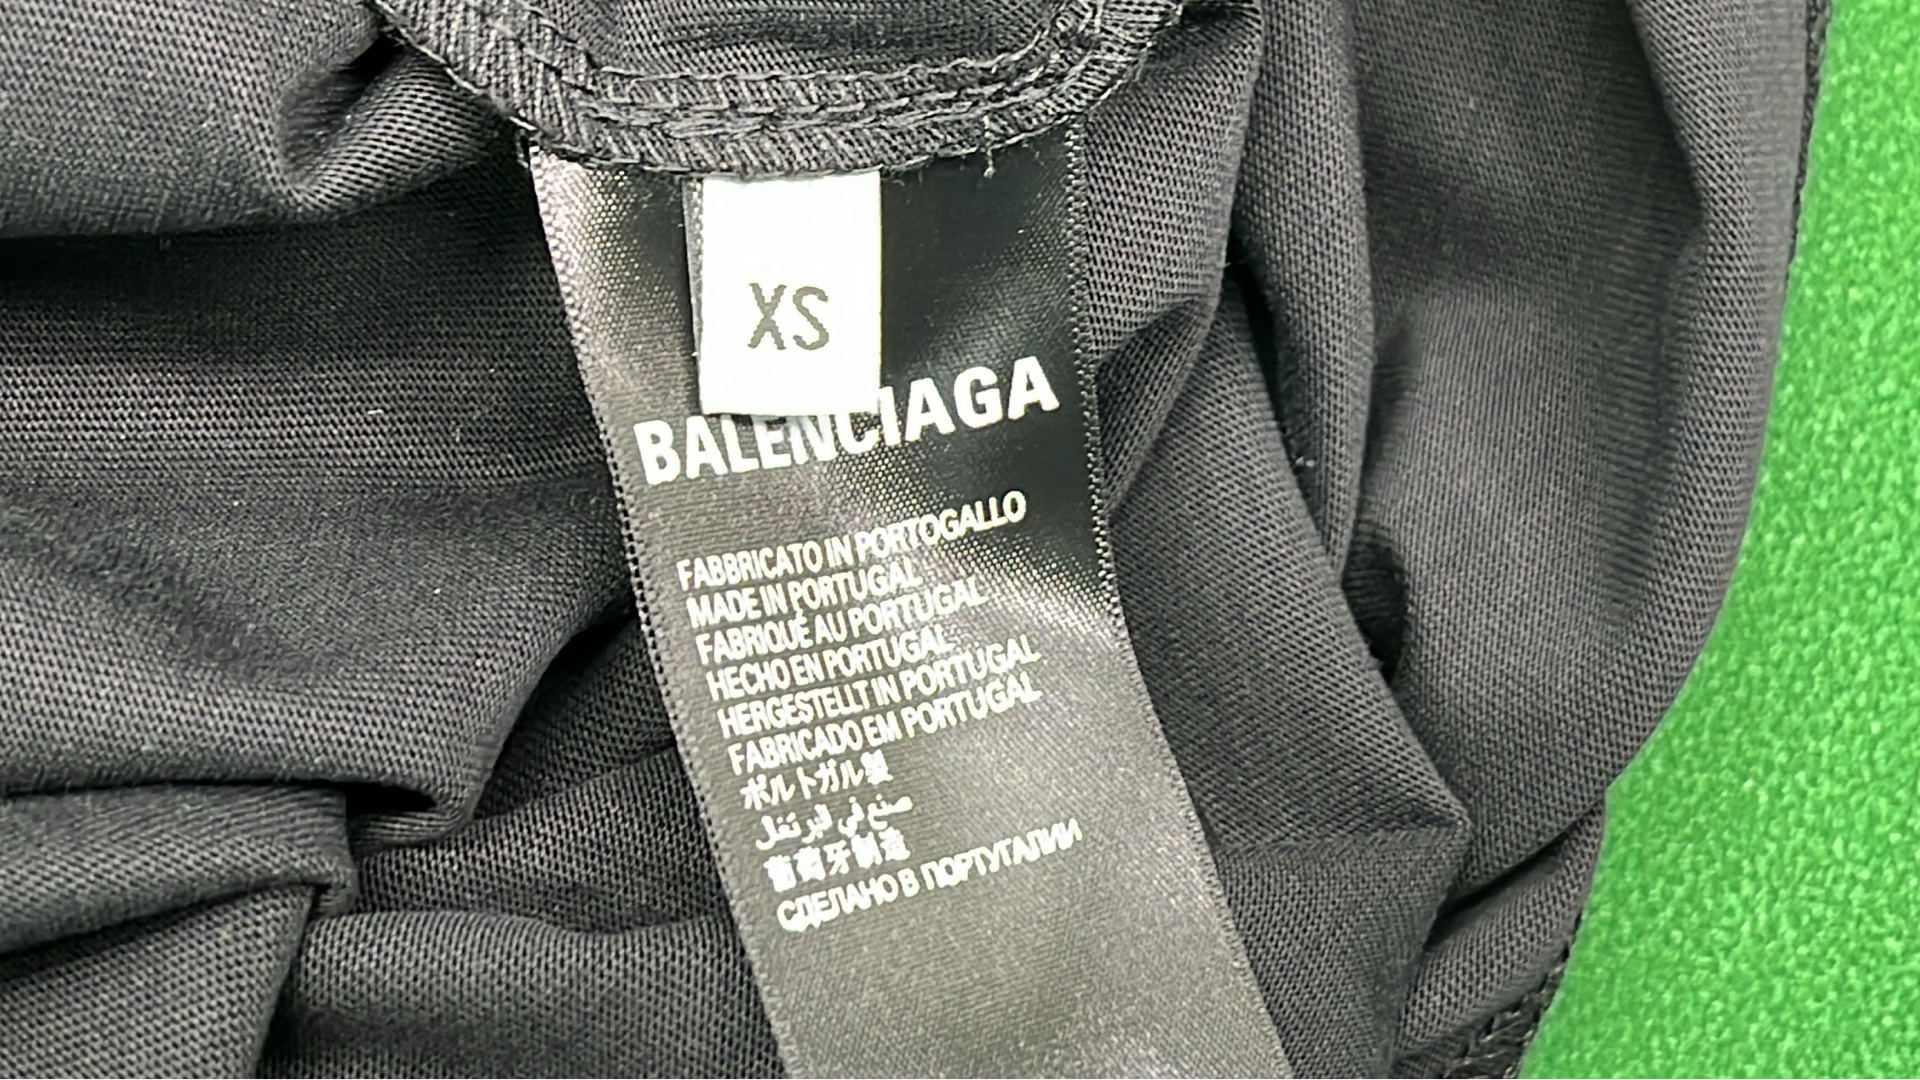 XS
BALENCIAGA
FABBRICATO IN PORTOGALLO
MADE IN PORTUGAL
FABRIQUÉ AU PORTUGAL
HECHO EN PORTUGAL
HERGESTELLT IN PORTUGAL
FABRICADO EM PORTUGAL
ポルトガル製
صنع في البرتغال
葡萄牙制造
СДЕЛАНО В ПОРТУГАЛИИ